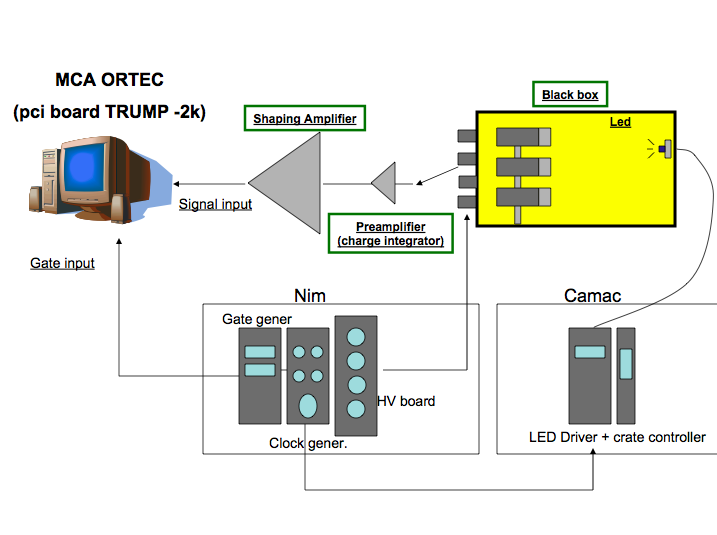 MCA ORTEC
(pci board TRUMP -2k)
Shaping Amplifier
Black box
Led
Signal input
Preamplifier
(charge integrator)
Gate input
Nim
Camac
Gate gener
HV board
Clock gener.
LED Driver + crate controller